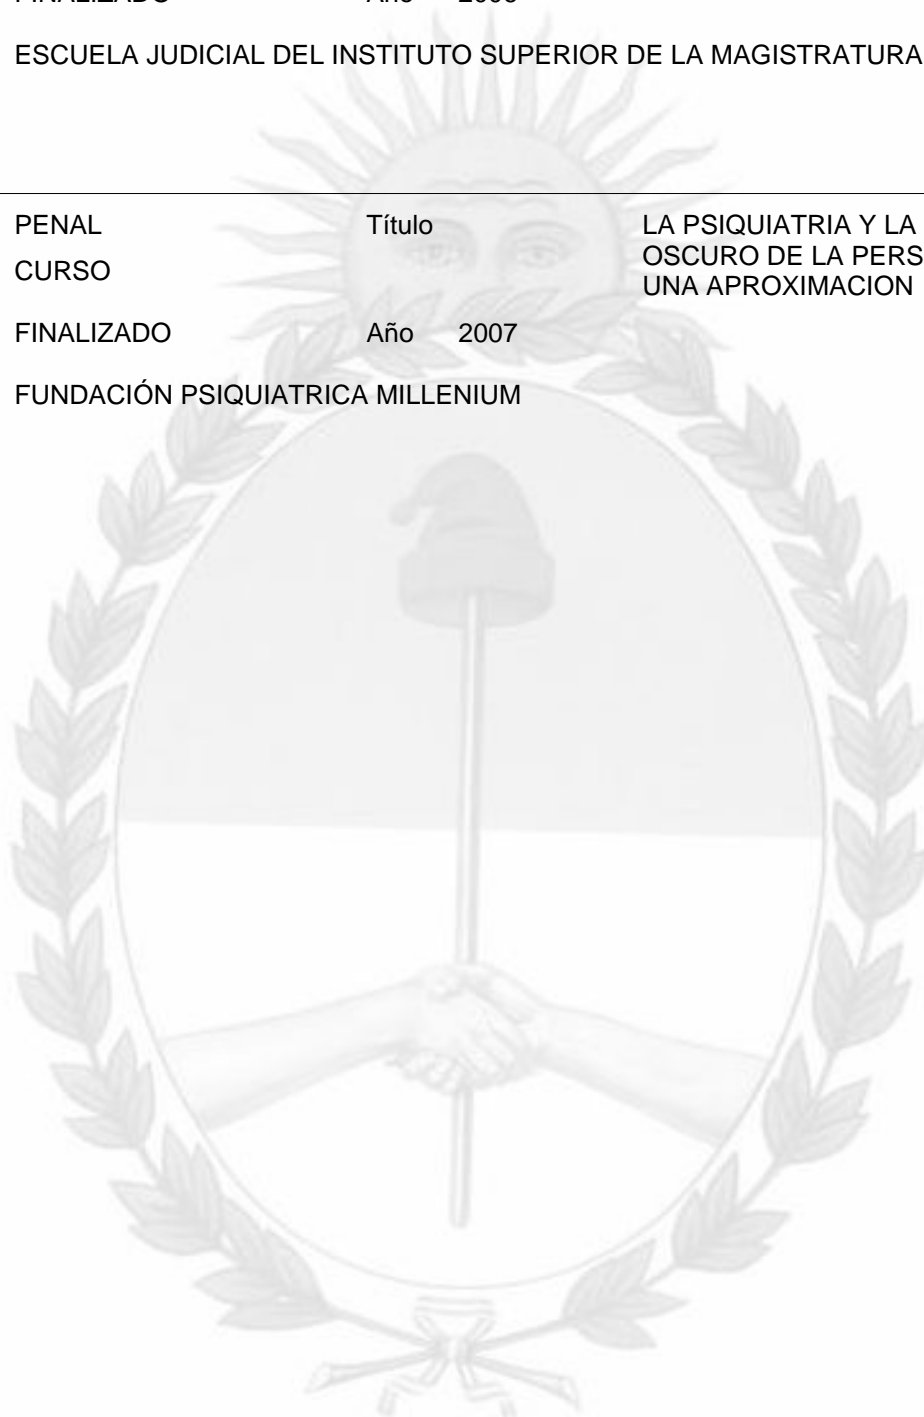 ESCUELA JUDICIAL DEL INSTITUTO SUPERIOR DE LA MAGISTRATURA
PENAL Título LA PSIQUIATRIA Y LA
CURSO OSCURO DE LA PERS
UNA APROXIMACION
FINALIZADO Año 2007
FUNDACIÓN PSIQUIATRICA MILLENIUM